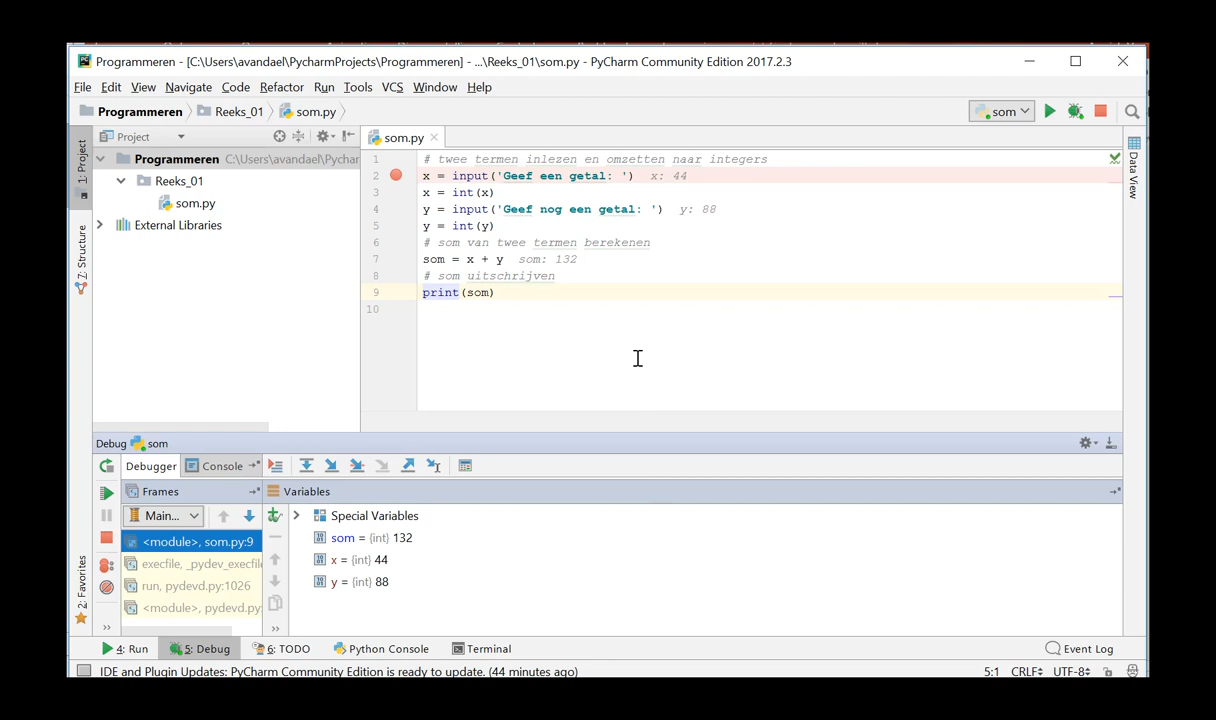 Programmeren - [C:\Users\avandael\PycharmProjects\Programmeren] - ...\Reeks_01\som.py - PyCharm Community Edition 2017.2.3
File Edit View Navigate Code Refactor Run Tools VCS Window Help
Programmeren Reeks_01 som.py som
1: Project
Project
som.py
Programmeren C:\Users\avandael\Pychar
Reeks_01
som.py
External Libraries
7: Structure
2: Favorites
Data View
1 # twee termen inlezen en omzetten naar integers
2 x = input('Geef een getal: ') x: 44
3 x = int(x)
4 y = input('Geef nog een getal: ') y: 88
5 y = int(y)
6 # som van twee termen berekenen
7 som = x + y som: 132
8 # som uitschrijven
9 print(som)
10
Debug som
Debugger Console
Frames
Variables
Main...
<module>, som.py:9
execfile, _pydev_execfil
run, pydevd.py:1026
<module>, pydevd.py:
Special Variables
som = {int} 132
x = {int} 44
y = {int} 88
4: Run 5: Debug 6: TODO Python Console Terminal Event Log
IDE and Plugin Updates: PyCharm Community Edition is ready to update. (44 minutes ago) 5:1 CRLF UTF-8